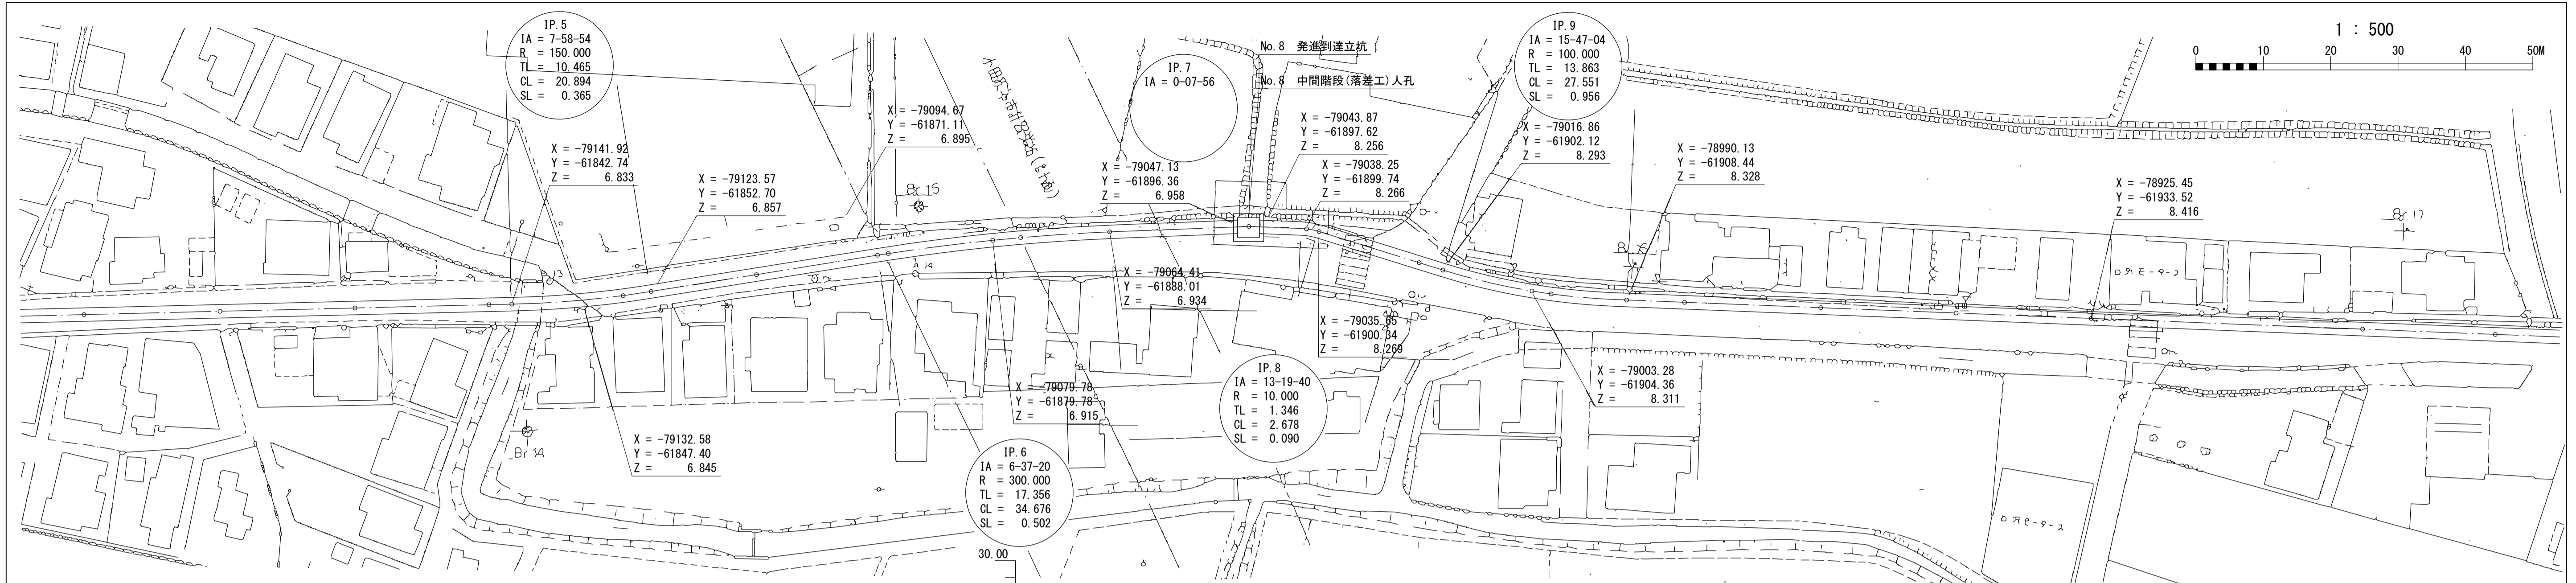 IP.5
IA = 7-58-54
R = 150.000
TL = 10.465
CL = 20.894
SL = 0.365
IP.7
IA = 0-07-56
No.8 発進到達立坑
No.8 中間階段(落差工)人孔
IP.9
IA = 15-47-04
R = 100.000
TL = 13.863
CL = 27.551
SL = 0.956
1 : 500
0 10 20 30 40 50M
X = -79141.92
Y = -61842.74
Z = 6.833
X = -79123.57
Y = -61852.70
Z = 6.857
X = -79094.67
Y = -61871.11
Z = 6.895
Br 15
X = -79047.13
Y = -61896.36
Z = 6.958
X = -79043.87
Y = -61897.62
Z = 8.256
X = -79038.25
Y = -61899.74
Z = 8.266
X = -79016.86
Y = -61902.12
Z = 8.293
X = -78990.13
Y = -61908.44
Z = 8.328
X = -78925.45
Y = -61933.52
Z = 8.416
Br 17
X = -79064.41
Y = -61888.01
Z = 6.934
X = -79035.65
Y = -61900.34
Z = 8.269
X = -79003.28
Y = -61904.36
Z = 8.311
X = -79079.78
Y = -61879.78
Z = 6.915
IP.8
IA = 13-19-40
R = 10.000
TL = 1.346
CL = 2.678
SL = 0.090
X = -79132.58
Y = -61847.40
Z = 6.845
Br 14
IP.6
IA = 6-37-20
R = 300.000
TL = 17.356
CL = 34.676
SL = 0.502
30.00